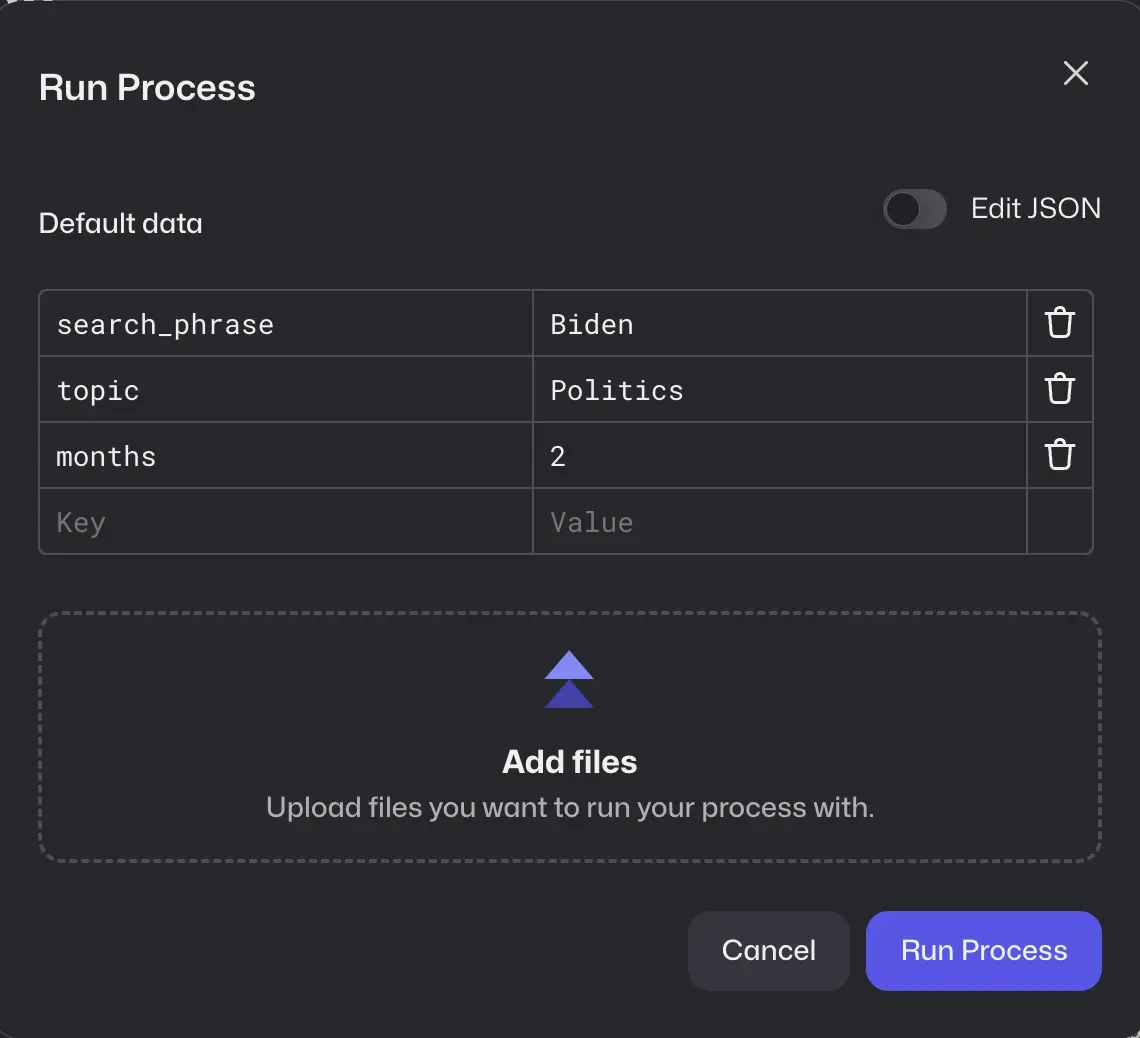 Run Process
Default data
Edit JSON
search_phrase Biden
topic Politics
months 2
Key Value
Add files
Upload files you want to run your process with.
Cancel Run Process